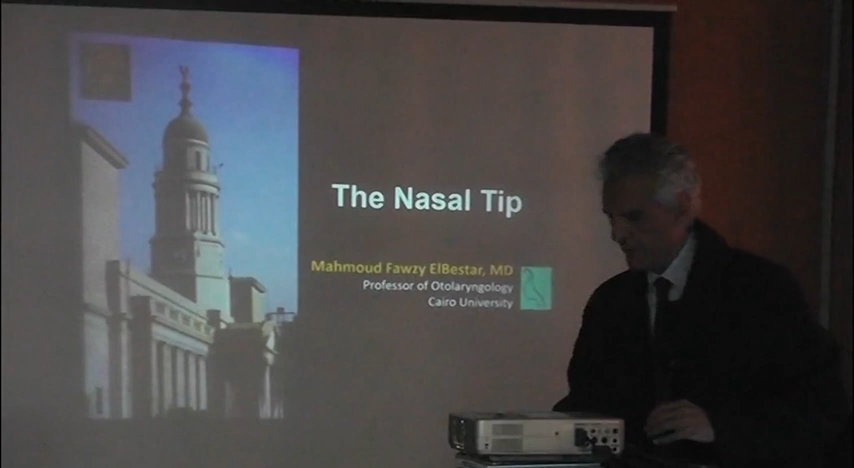 The Nasal Tip
Mahmoud Fawzy ElBestar, MD
Professor of Otolaryngology
Cairo University